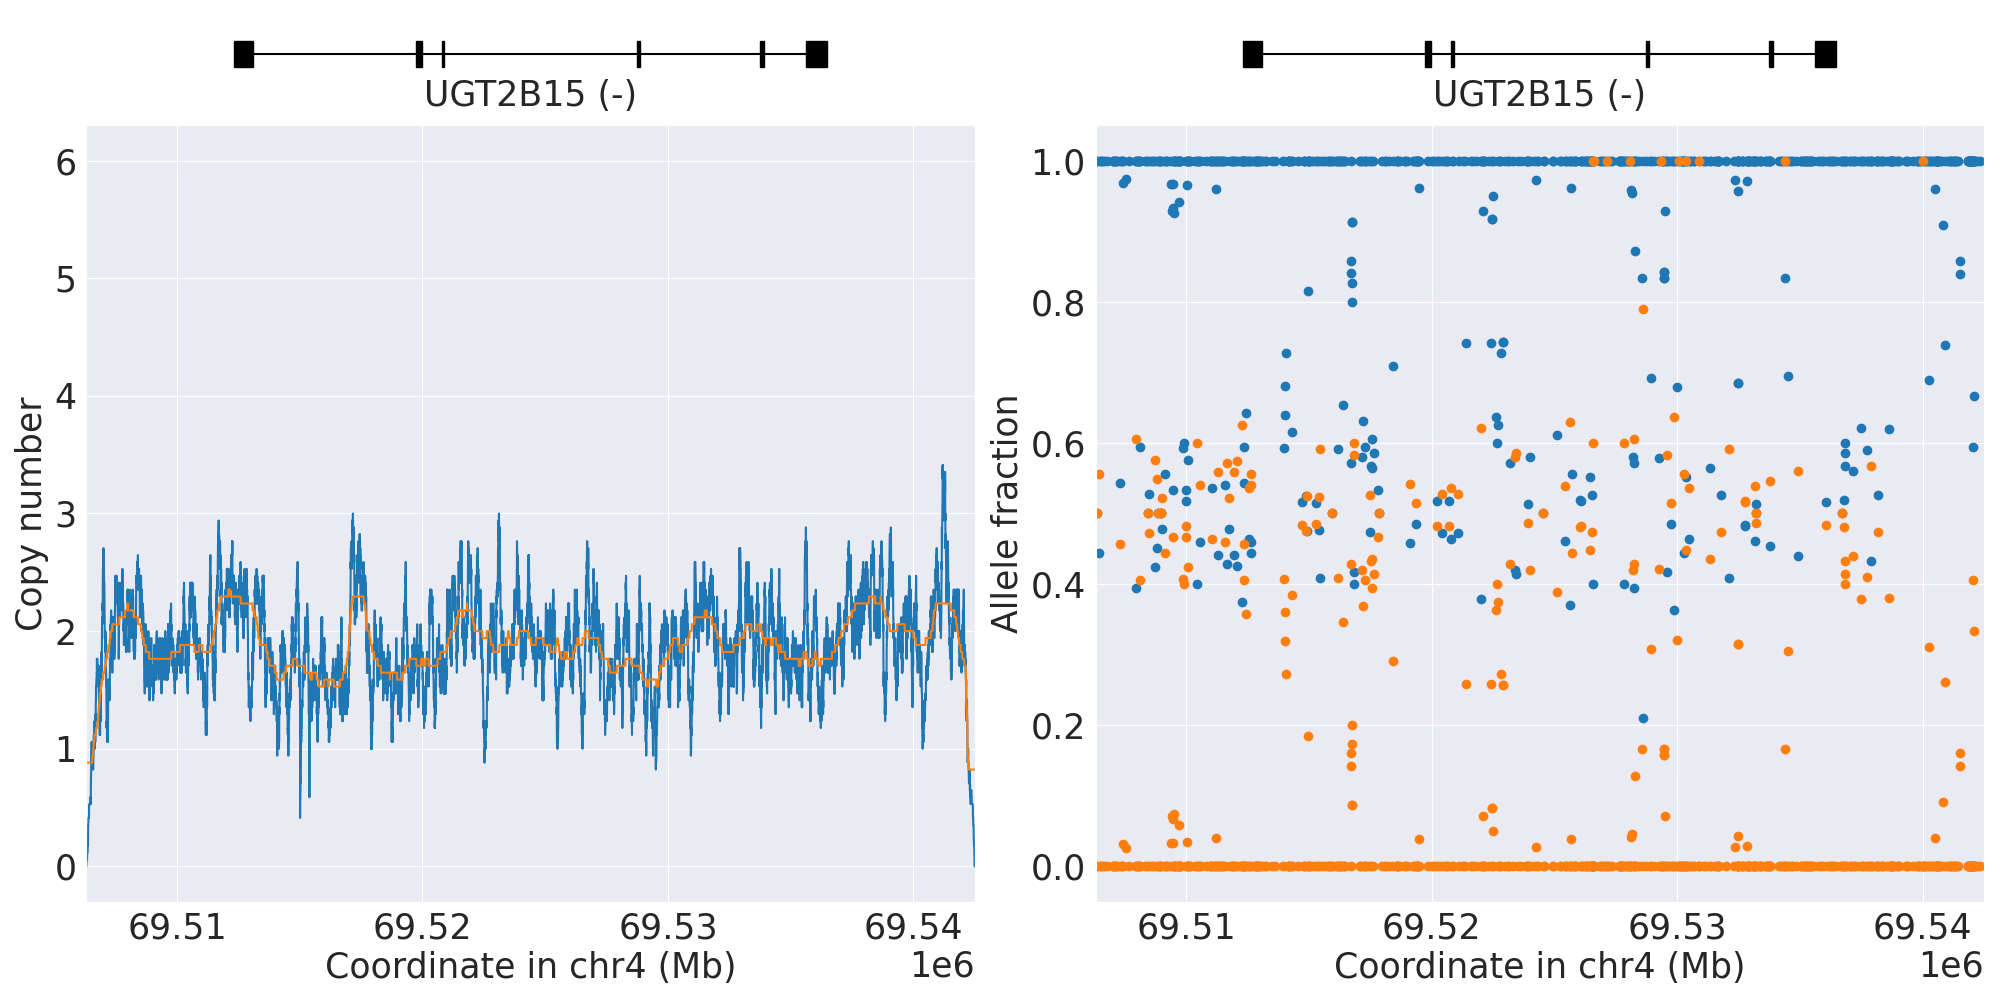 UGT2B15 (-)
6
5
4
3
2
1
0
Copy number
69.51 69.52 69.53 69.54
Coordinate in chr4 (Mb) 1e6
UGT2B15 (-)
1.0
0.8
0.6
0.4
0.2
0.0
Allele fraction
69.51 69.52 69.53 69.54
Coordinate in chr4 (Mb) 1e6